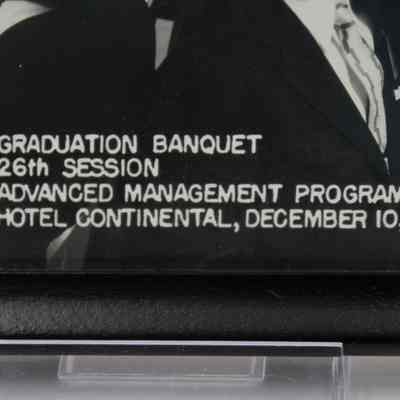 GRADUATION BANQUET
26th SESSION
ADVANCED MANAGEMENT PROGRAM
HOTEL CONTINENTAL, DECEMBER 10,